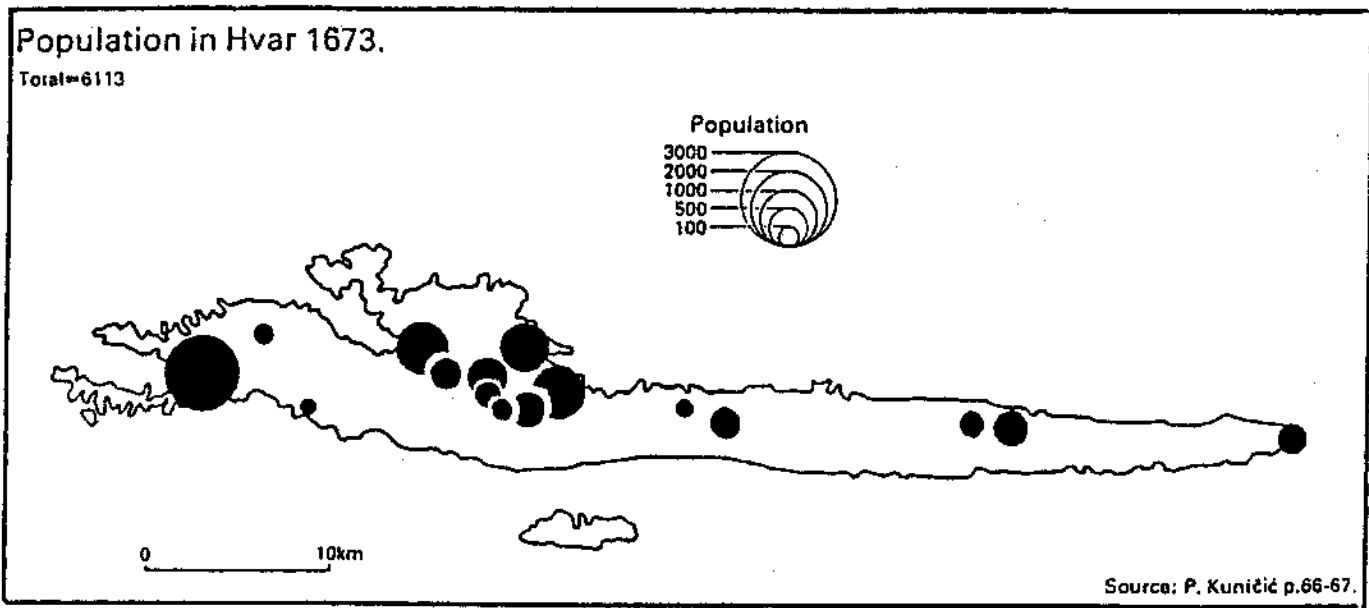 Population in Hvar 1673.
Total=6113
Population
3000
2000
1000
500
100
0 10km
Source: P. Kuničić p.66-67.